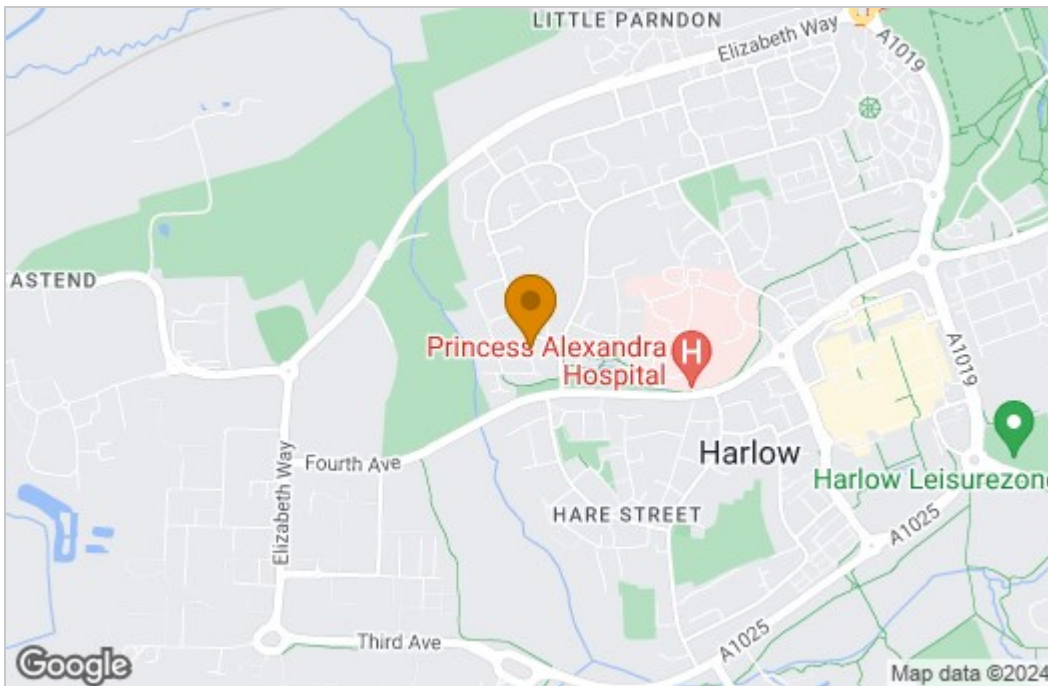 LITTLE PARNDON
Elizabeth Way
A1019
ASTEND
Princess Alexandra
Hospital
H
A1019
Fourth Ave
Harlow
Harlow Leisurezon
Elizabeth Way
HARE STREET
A1025
Third Ave
A1025
Google
Map data ©2024